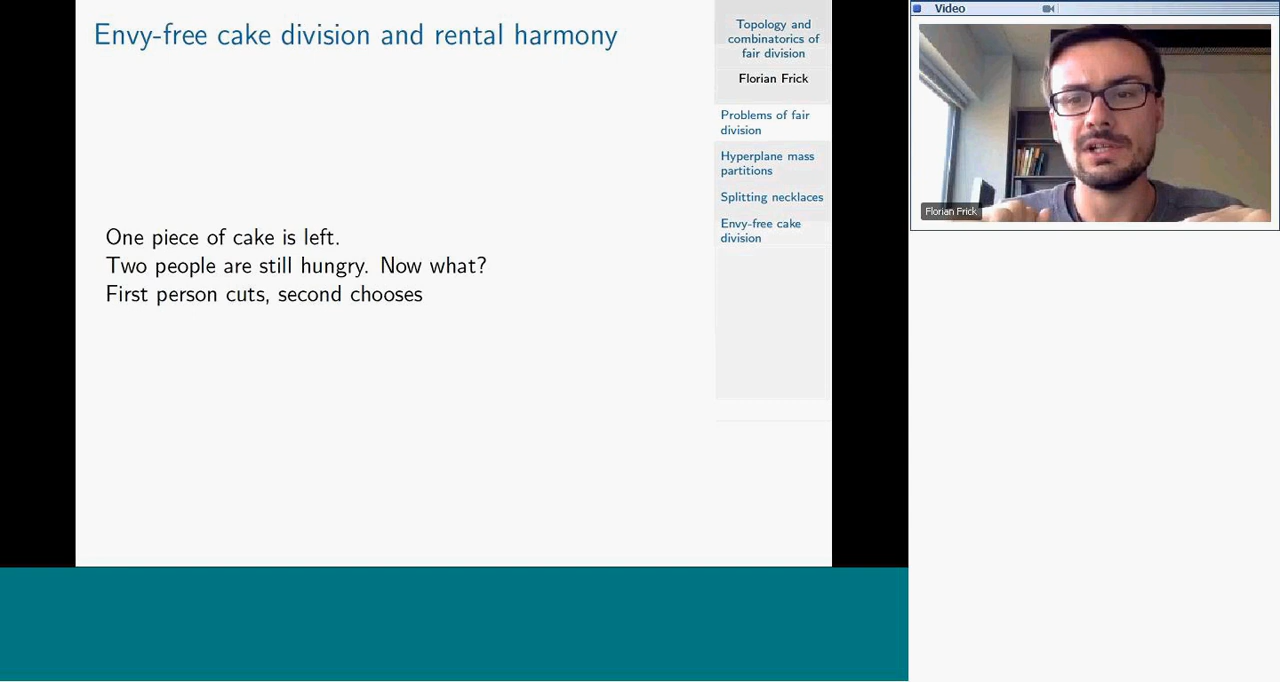 Envy-free cake division and rental harmony
One piece of cake is left.
Two people are still hungry. Now what?
First person cuts, second chooses
Topology and
combinatorics of
fair division
Florian Frick
Problems of fair
division
Hyperplane mass
partitions
Splitting necklaces
Envy-free cake
division
Video
Florian Frick